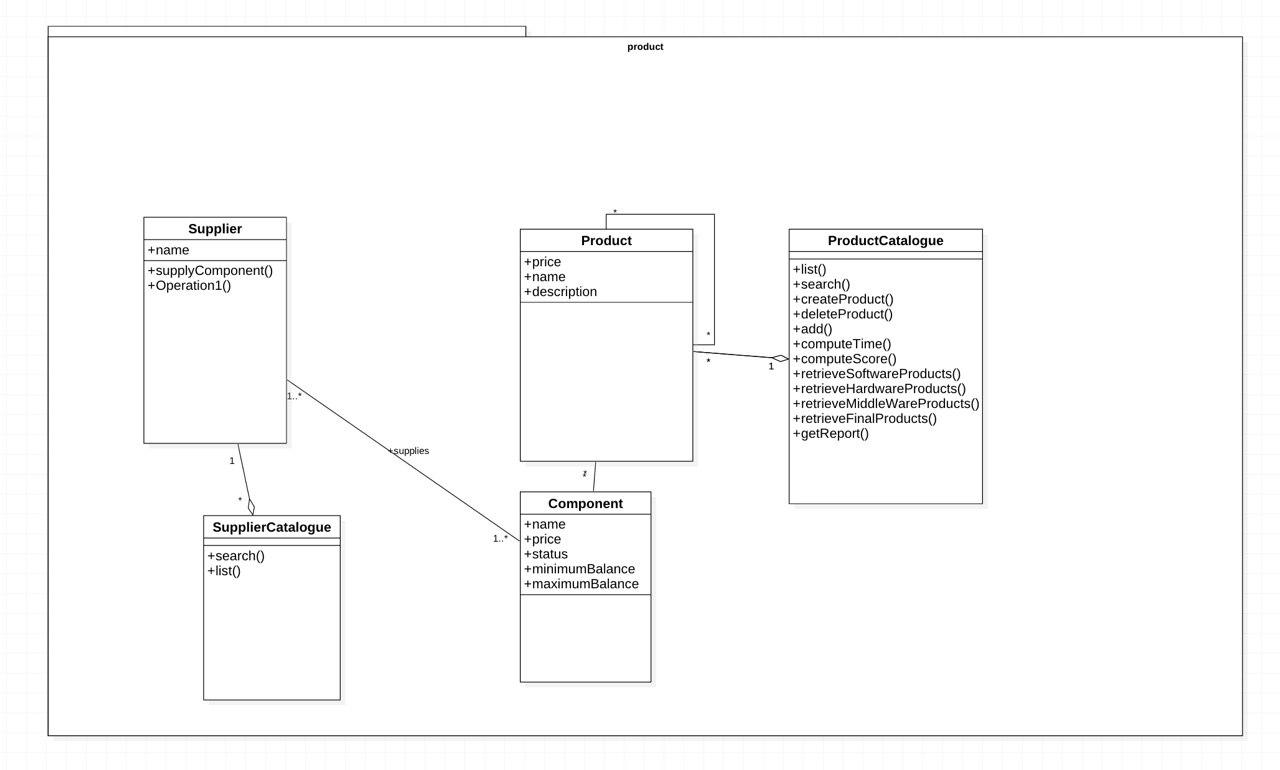 product
Supplier
+name
+supplyComponent()
+Operation1()
1..*
+supplies
1..*
1
*
SupplierCatalogue
+search()
+list()
*
Product
+price
+name
+description
*
*
1
Component
+name
+price
+status
+minimumBalance
+maximumBalance
ProductCatalogue
+list()
+search()
+createProduct()
+deleteProduct()
+add()
+computeTime()
+computeScore()
+retrieveSoftwareProducts()
+retrieveHardwareProducts()
+retrieveMiddleWareProducts()
+retrieveFinalProducts()
+getReport()